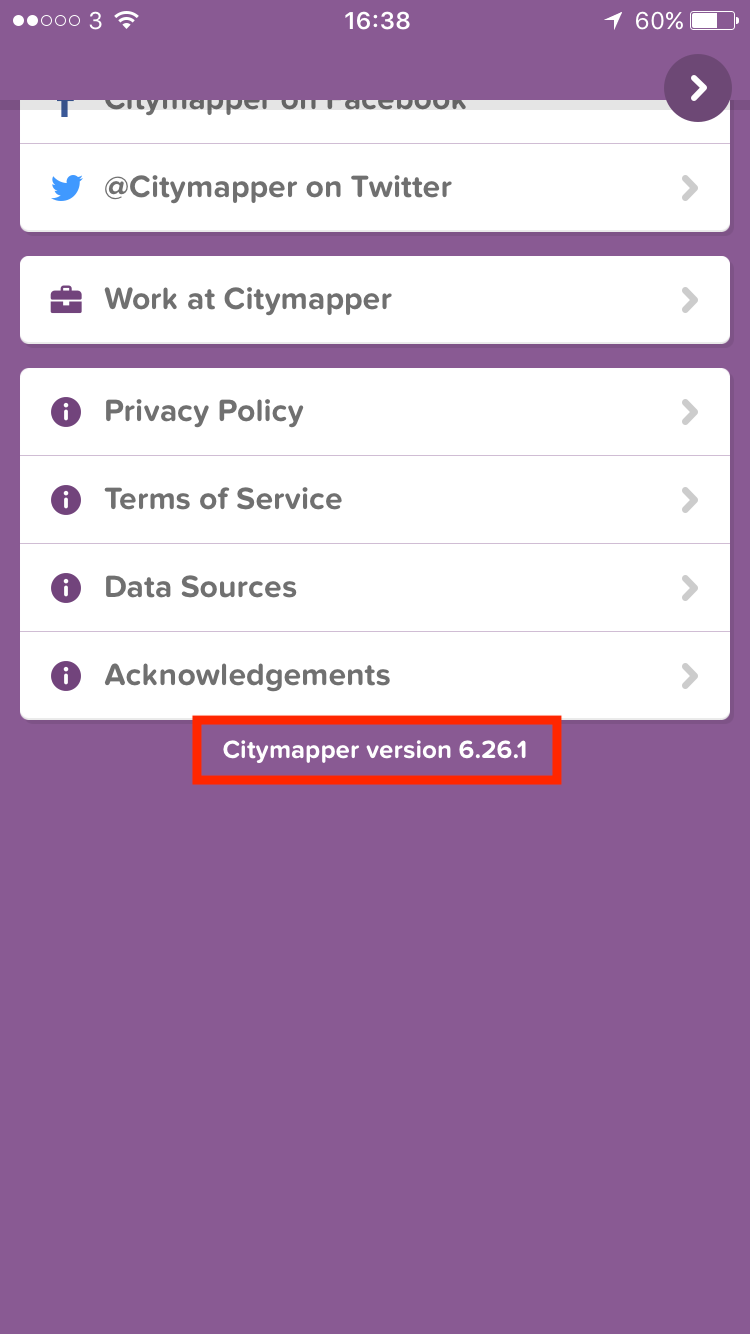 3 16:38 60%
Citymapper on Facebook
@Citymapper on Twitter
Work at Citymapper
Privacy Policy
Terms of Service
Data Sources
Acknowledgements
Citymapper version 6.26.1